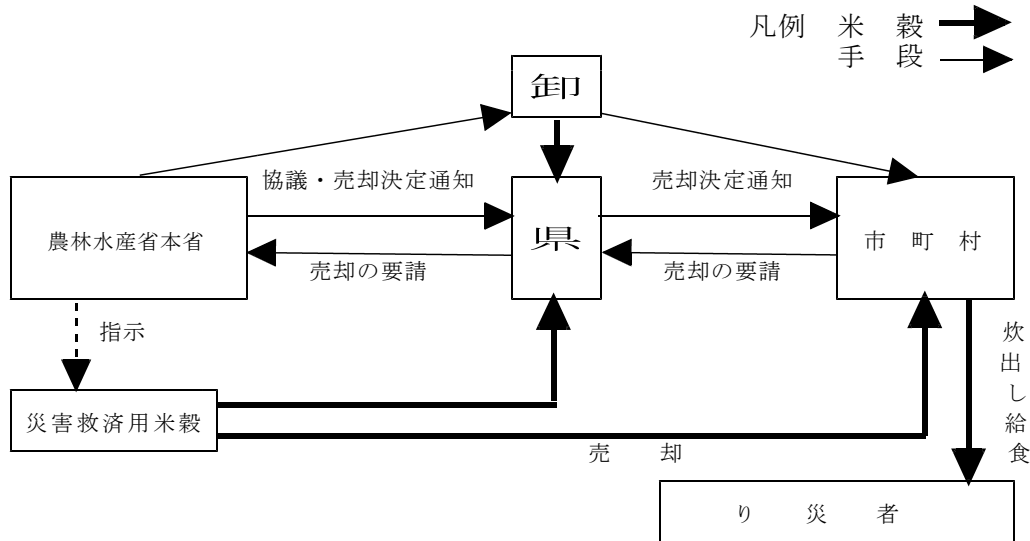 凡例 米 穀
手 段
卸
協議・売却決定通知
売却決定通知
農林水産省本省
県
市 町 村
売却の要請
売却の要請
指示
炊出し給食
災害救済用米穀
売 却
り 災 者